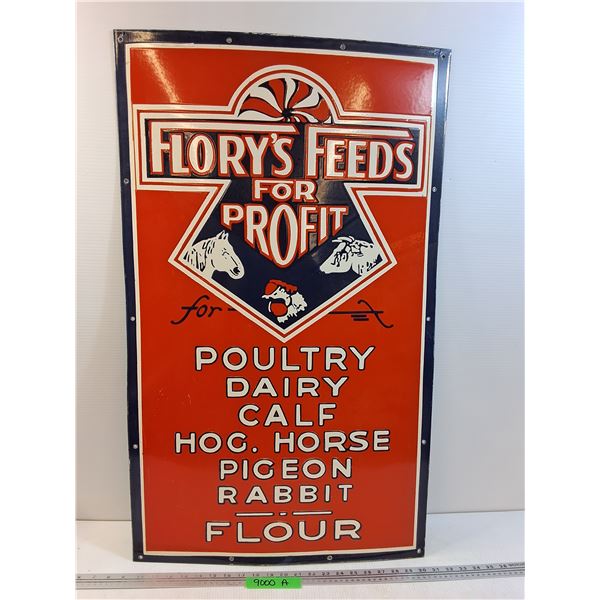 FLORY'S FEEDS
FOR
PROFIT
for
POULTRY
DAIRY
CALF
HOG. HORSE
PIGEON
RABBIT
FLOUR
9000 A